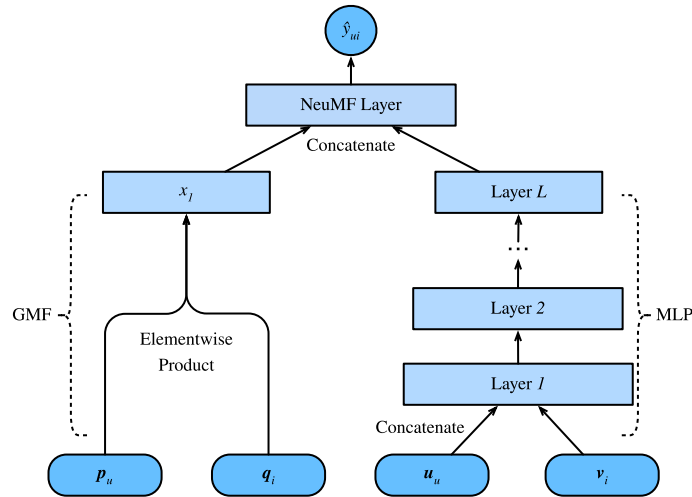 ŷui
NeuMF Layer
Concatenate
x1
Layer L
...
GMF
Layer 2
MLP
Elementwise
Product
Layer 1
Concatenate
pu
qi
uu
vi